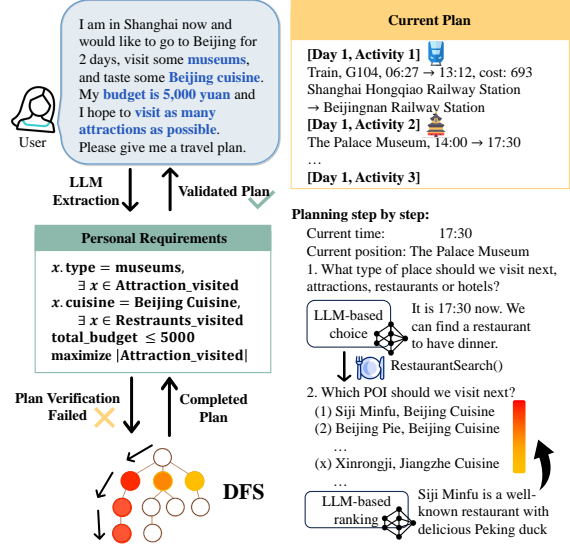 I am in Shanghai now and
would like to go to Beijing for
2 days, visit some museums,
and taste some Beijing cuisine.
My budget is 5,000 yuan and
I hope to visit as many
attractions as possible.
Please give me a travel plan.
User
LLM
Extraction
Validated Plan
Personal Requirements
x.type = museums,
∃ x ∈ Attraction_visited
x.cuisine = Beijing Cuisine,
∃ x ∈ Restraunts_visited
total_budget ≤ 5000
maximize |Attraction_visited|
Plan Verification
Failed
Completed
Plan
DFS
Current Plan
[Day 1, Activity 1]
Train, G104, 06:27 → 13:12, cost: 693
Shanghai Hongqiao Railway Station
→ Beijingnan Railway Station
[Day 1, Activity 2]
The Palace Museum, 14:00 → 17:30
...
[Day 1, Activity 3]
Planning step by step:
Current time: 17:30
Current position: The Palace Museum
1. What type of place should we visit next,
attractions, restaurants or hotels?
LLM-based
choice
It is 17:30 now. We
can find a restaurant
to have dinner.
RestaurantSearch()
2. Which POI should we visit next?
(1) Siji Minfu, Beijing Cuisine
(2) Beijing Pie, Beijing Cuisine
...
(x) Xinrongji, Jiangzhe Cuisine
...
LLM-based
ranking
Siji Minfu is a well-
known restaurant with
delicious Peking duck